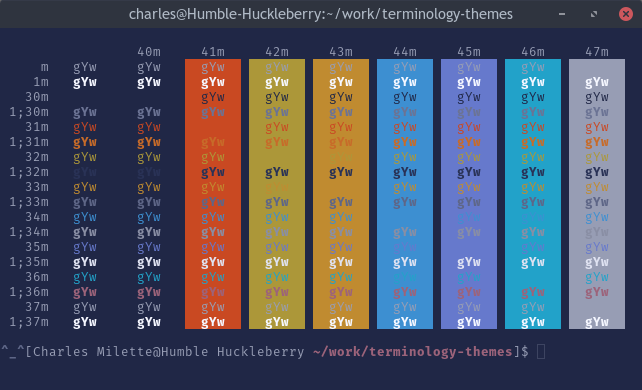 charles@Humble-Huckleberry:~/work/terminology-themes
40m 41m 42m 43m 44m 45m 46m 47m
m gYw gYw gYw gYw gYw gYw gYw gYw
1m gYw gYw gYw gYw gYw gYw gYw gYw gYw
30m gYw gYw gYw gYw gYw gYw gYw
1;30m gYw gYw gYw gYw gYw gYw gYw gYw gYw
31m gYw gYw gYw gYw gYw gYw gYw gYw
1;31m gYw gYw gYw gYw gYw gYw gYw gYw gYw
32m gYw gYw gYw gYw gYw gYw gYw gYw
1;32m gYw gYw gYw gYw gYw gYw gYw gYw gYw
33m gYw gYw gYw gYw gYw gYw gYw gYw
1;33m gYw gYw gYw gYw gYw gYw gYw gYw gYw
34m gYw gYw gYw gYw gYw gYw gYw gYw
1;34m gYw gYw gYw gYw gYw gYw gYw gYw gYw
35m gYw gYw gYw gYw gYw gYw gYw gYw
1;35m gYw gYw gYw gYw gYw gYw gYw gYw gYw
36m gYw gYw gYw gYw gYw gYw gYw gYw
1;36m gYw gYw gYw gYw gYw gYw gYw gYw gYw
37m gYw gYw gYw gYw gYw gYw gYw gYw
1;37m gYw gYw gYw gYw gYw gYw gYw gYw gYw
^_^[Charles Milette@Humble Huckleberry ~/work/terminology-themes]$